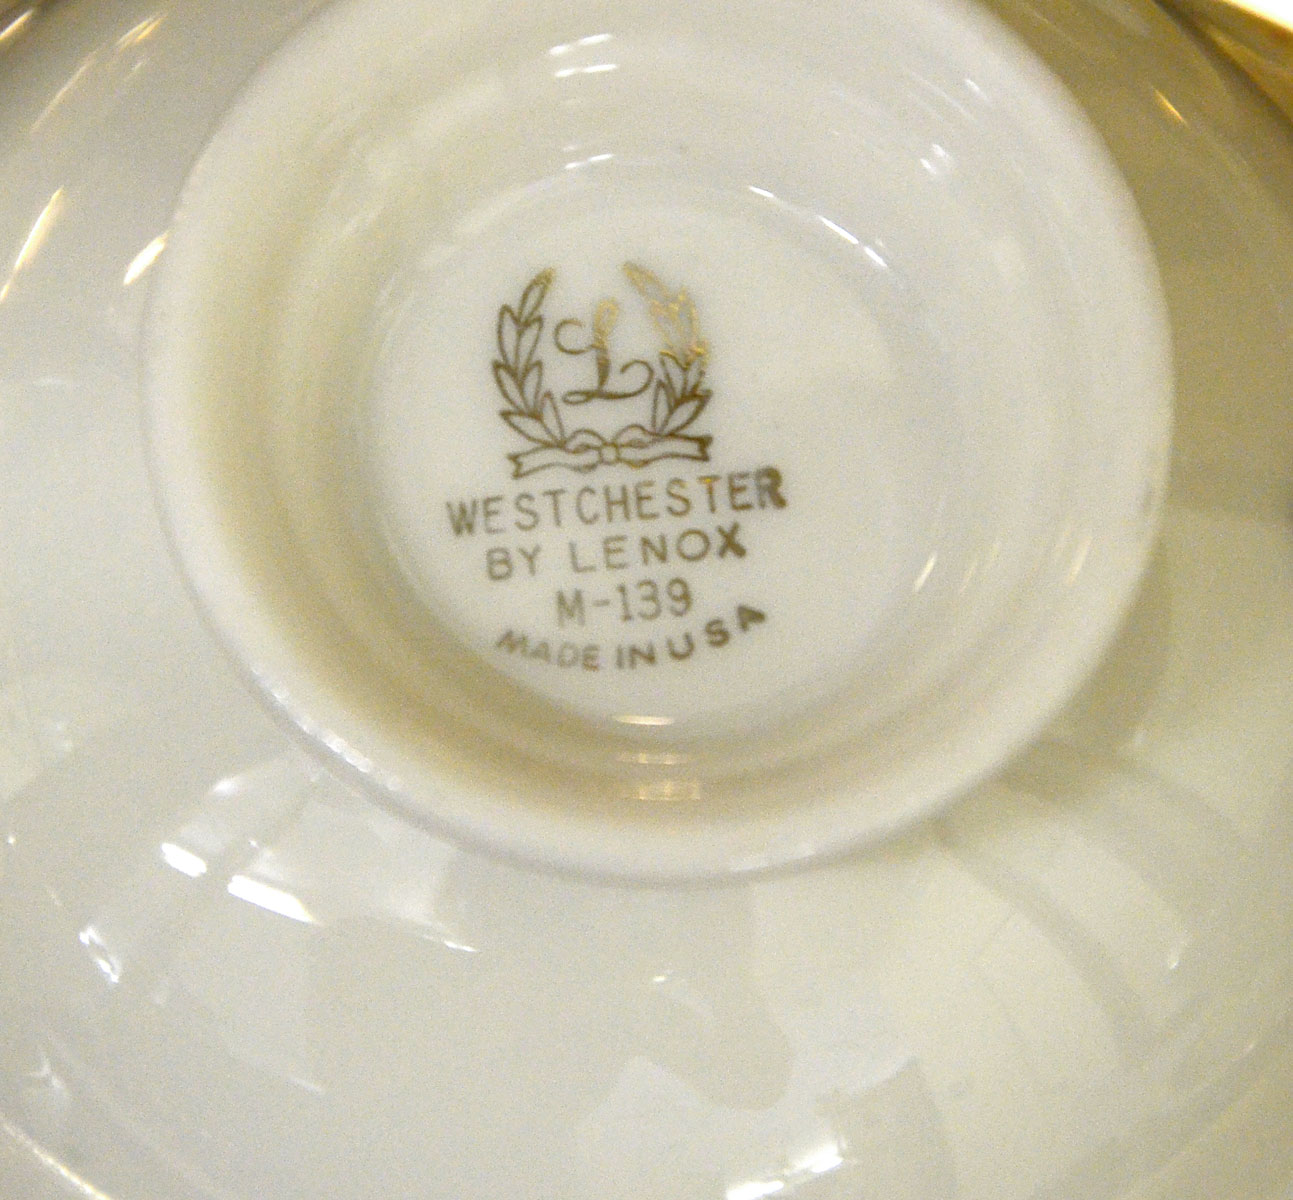 L
WESTCHESTER
BY LENOX
M-139
MADE IN USA